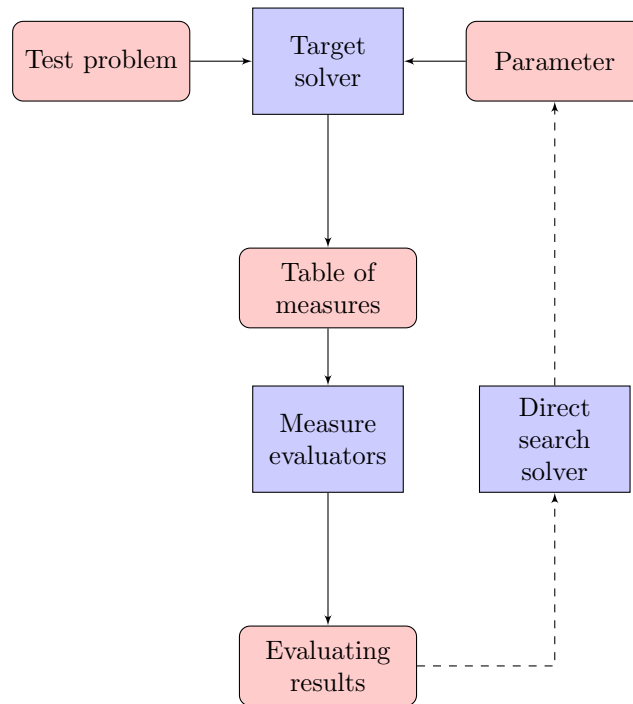 Test problem
Target
solver
Parameter
Table of
measures
Measure
evaluators
Direct
search
solver
Evaluating
results